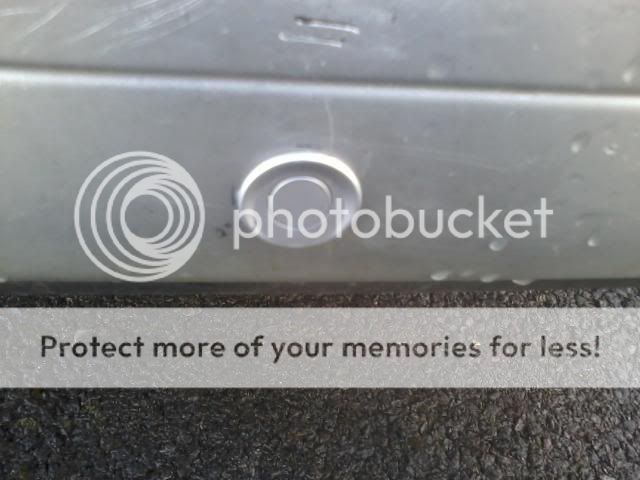 photobucket
Protect more of your memories for less!